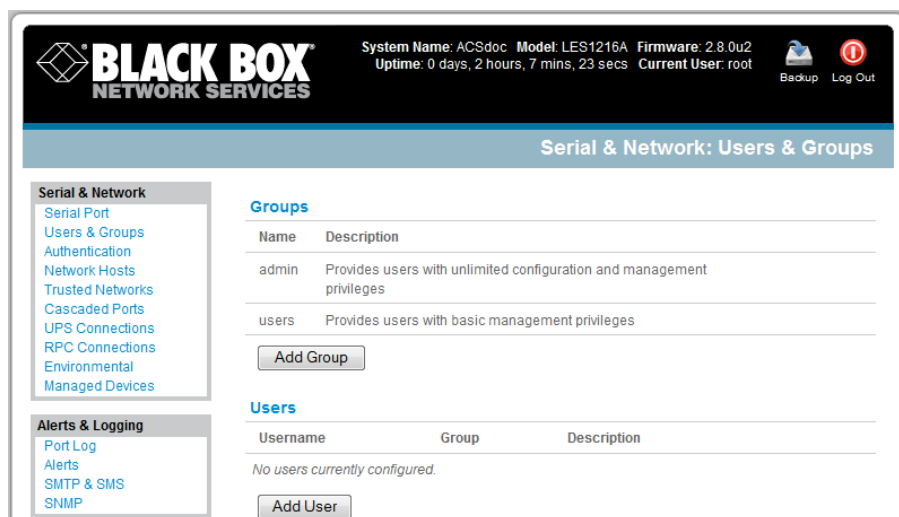 BLACK BOX
NETWORK SERVICES
System Name: ACSdoc Model: LES1216A Firmware: 2.8.0u2
Uptime: 0 days, 2 hours, 7 mins, 23 secs Current User: root
Backup
Log Out
Serial & Network: Users & Groups
Serial & Network
Serial Port
Users & Groups
Authentication
Network Hosts
Trusted Networks
Cascaded Ports
UPS Connections
RPC Connections
Environmental
Managed Devices
Alerts & Logging
Port Log
Alerts
SMTP & SMS
SNMP
Groups
Name Description
admin Provides users with unlimited configuration and management
privileges
users Provides users with basic management privileges
Add Group
Users
Username Group Description
No users currently configured.
Add User